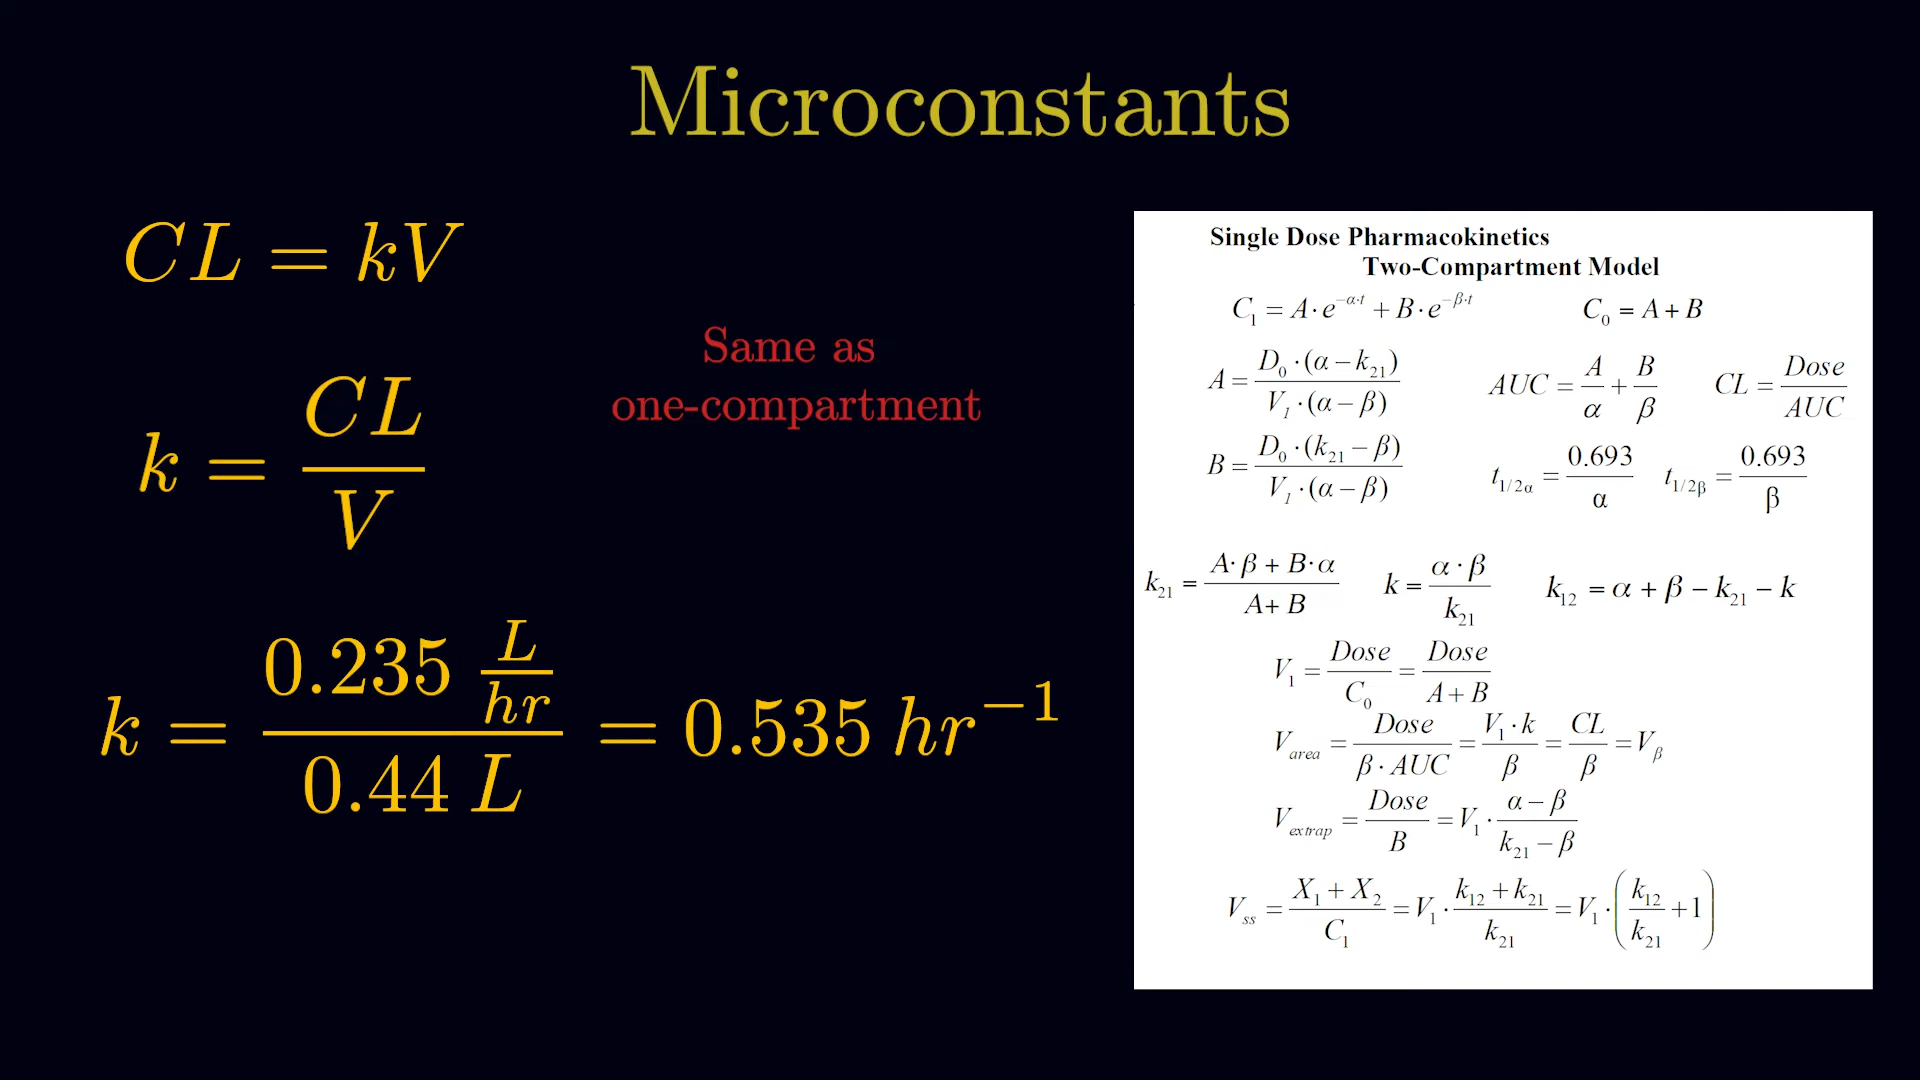 Microconstants
CL = kV
k = CL / V
Same as
one-compartment
k = 0.235 L/hr / 0.44 L = 0.535 hr⁻¹
Single Dose Pharmacokinetics
Two-Compartment Model
C₁ = A · e^(−α·t) + B · e^(−β·t)   C₀ = A + B
A = D₀ · (α − k₂₁) / V₁ · (α − β)   AUC = A/α + B/β   CL = Dose / AUC
B = D₀ · (k₂₁ − β) / V₁ · (α − β)   t_1/2α = 0.693 / α   t_1/2β = 0.693 / β
k₂₁ = A · β + B · α / A + B   k = α · β / k₂₁   k₁₂ = α + β − k₂₁ − k
V₁ = Dose / C₀ = Dose / A + B
V_area = Dose / β · AUC = V₁ · k / β = CL / β = V_β
V_extrap = Dose / B = V₁ · α − β / k₂₁ − β
V_ss = X₁ + X₂ / C₁ = V₁ · k₁₂ + k₂₁ / k₂₁ = V₁ · (k₁₂ / k₂₁ + 1)